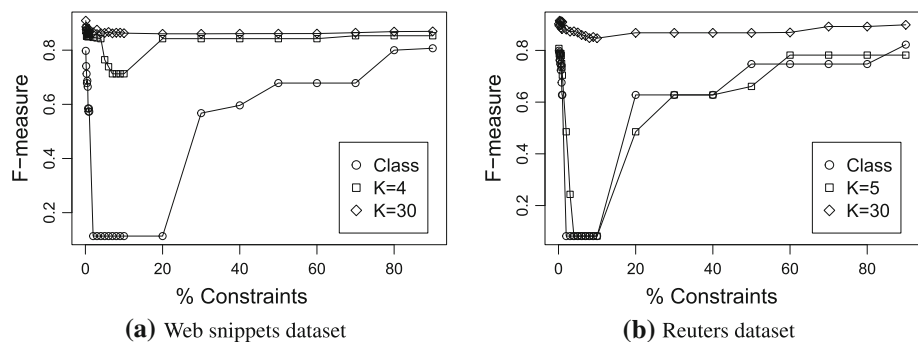 F-measure
0.2
0.4
0.6
0.8
Class
K=4
K=30
0
20
40
60
80
% Constraints
(a) Web snippets dataset
F-measure
0.2
0.4
0.6
0.8
Class
K=5
K=30
0
20
40
60
80
% Constraints
(b) Reuters dataset